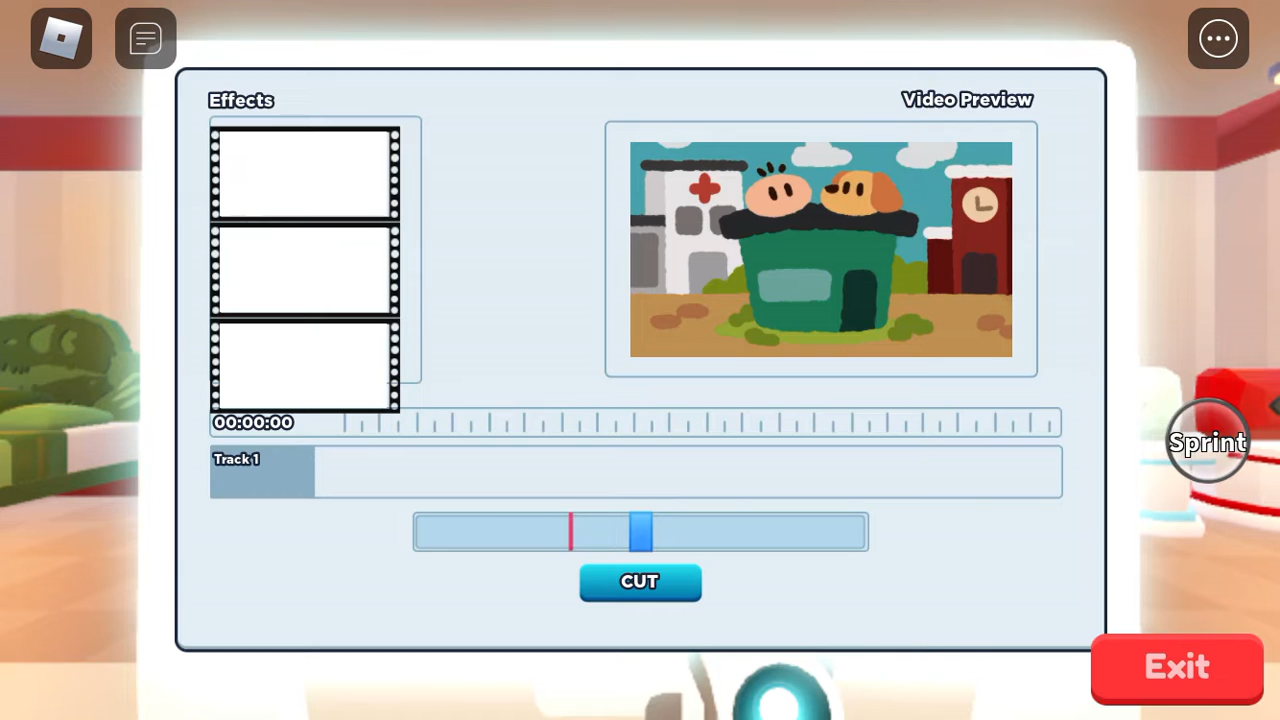 Effects
Video Preview
00:00:00
Track 1
Sprint
CUT
Exit